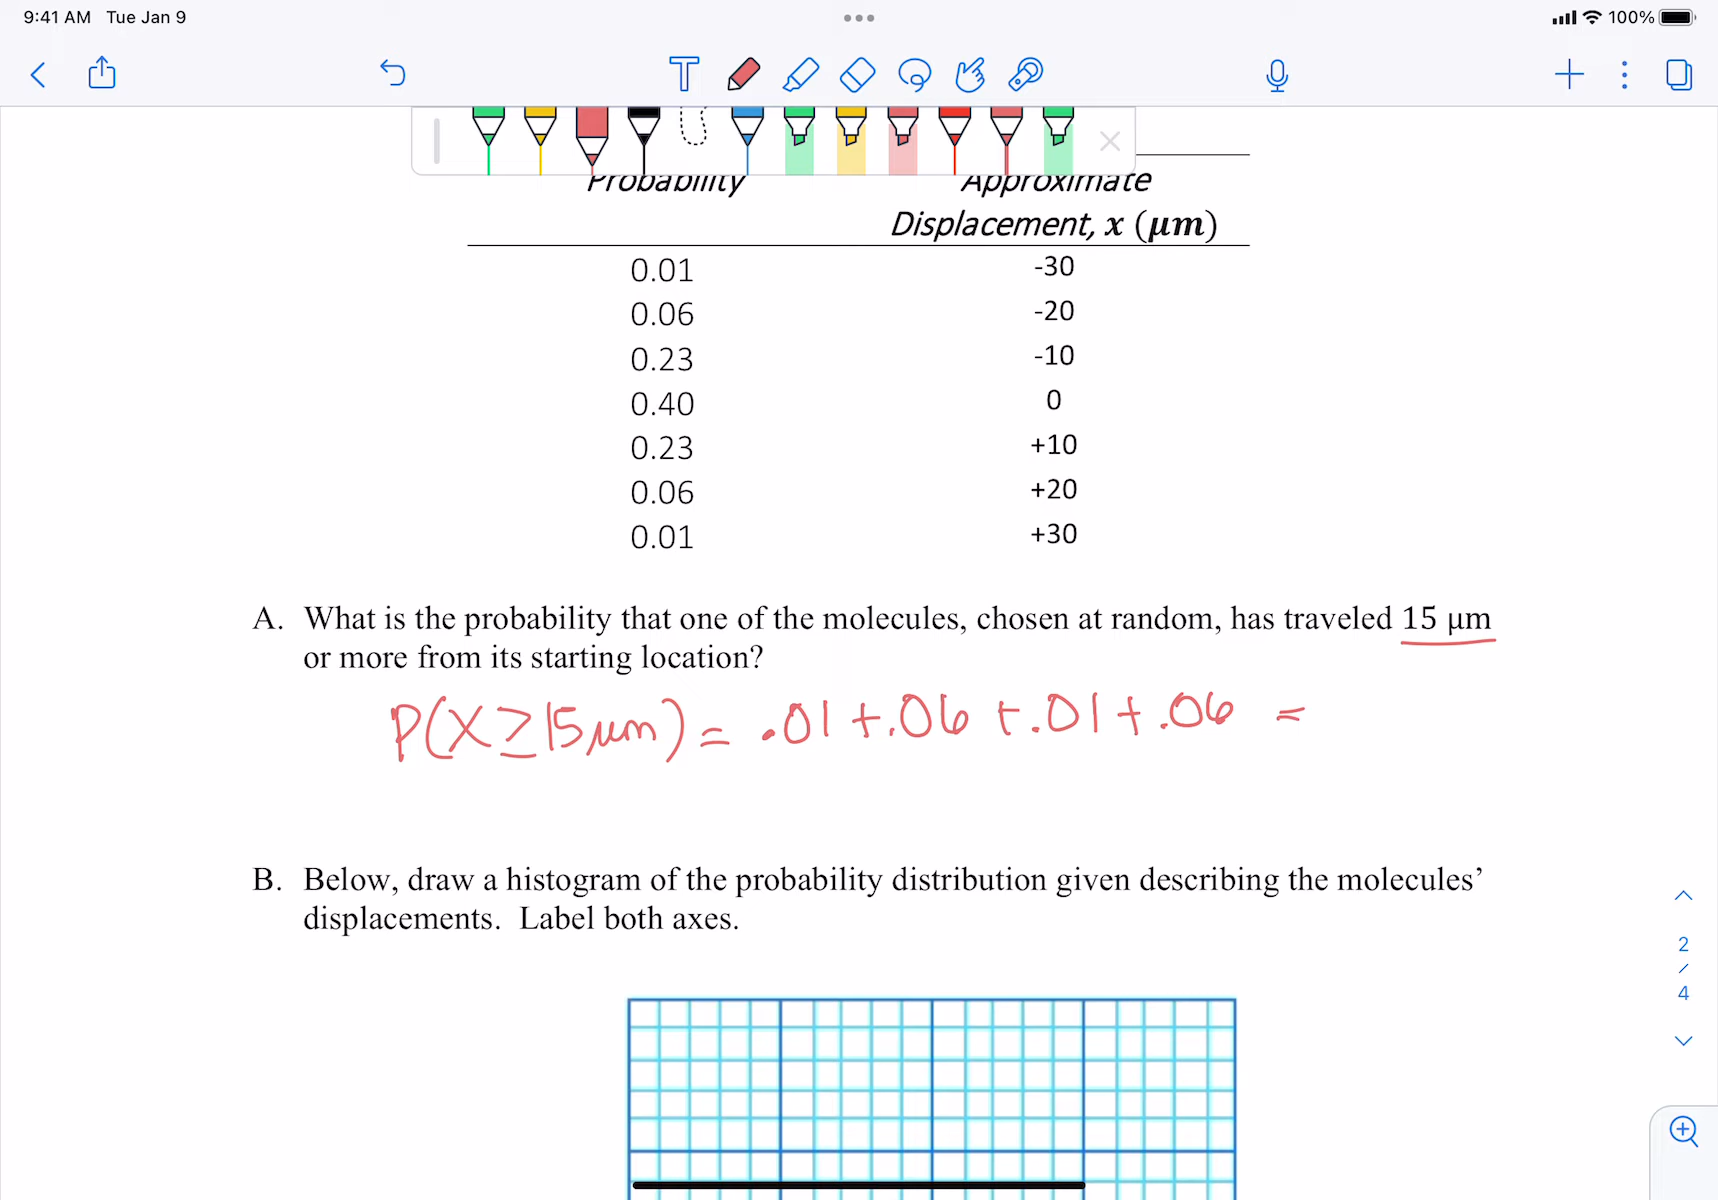 9:41 AM Tue Jan 9
100%
T
Probability Approximate
Displacement, x (μm)
0.01 -30
0.06 -20
0.23 -10
0.40 0
0.23 +10
0.06 +20
0.01 +30
A. What is the probability that one of the molecules, chosen at random, has traveled 15 μm
or more from its starting location?
P(X ≥ 15 μm) = .01 + .06 + .01 + .06 =
B. Below, draw a histogram of the probability distribution given describing the molecules’
displacements. Label both axes.
2
/
4